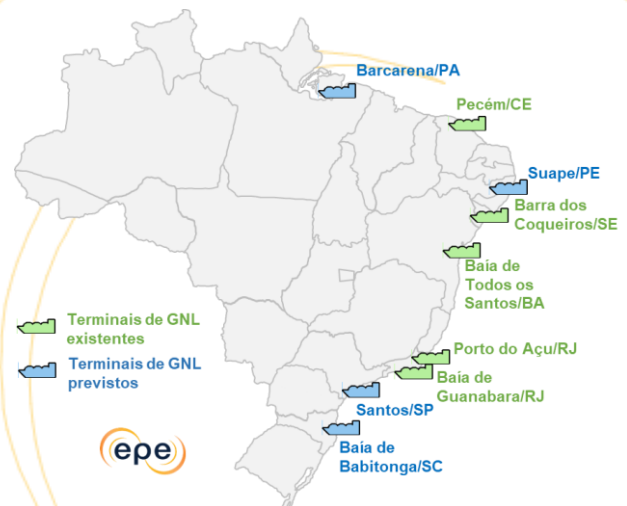 Barcarena/PA
Pecém/CE
Suape/PE
Barra dos
Coqueiros/SE
Baia de
Todos os
Santos/BA
Terminais de GNL
existentes
Terminais de GNL
previstos
Porto do Açu/RJ
Baia de
Guanabara/RJ
Santos/SP
Baía de
Babitonga/SC
epe